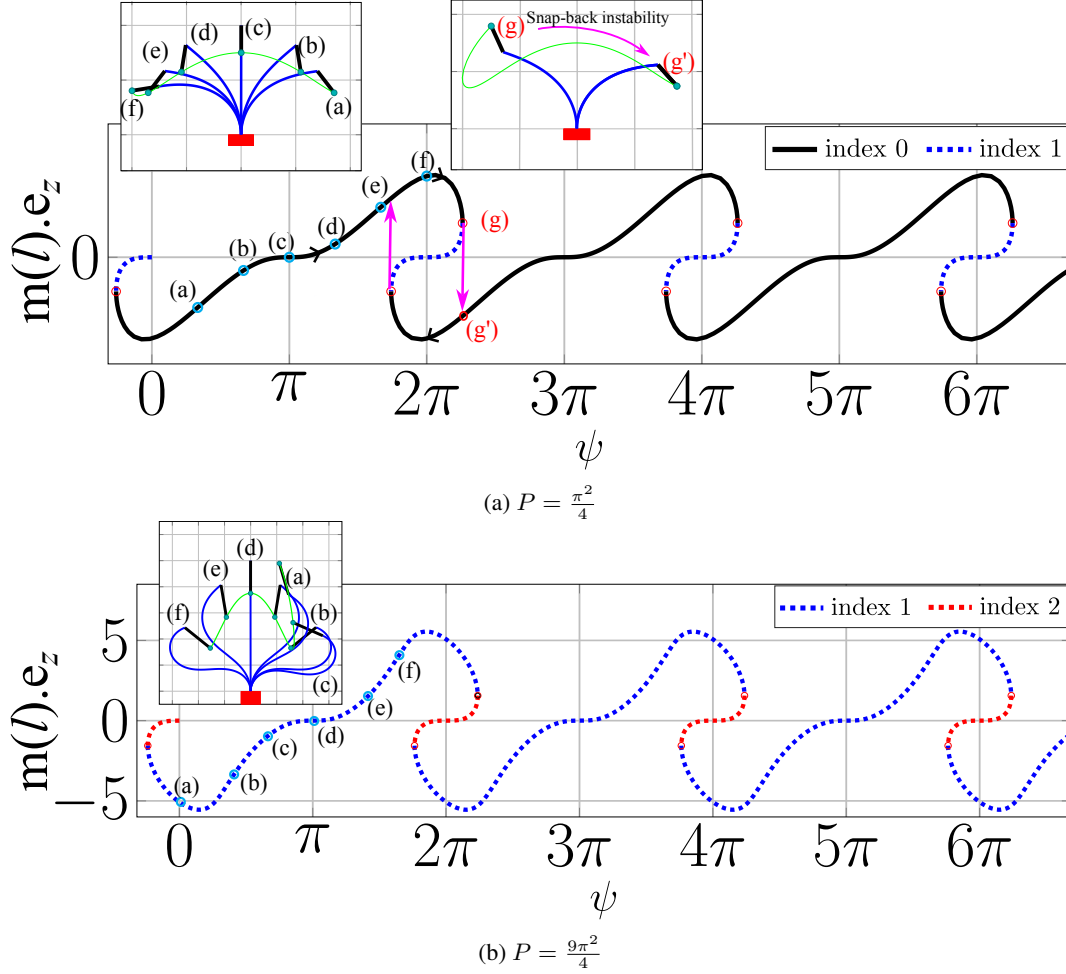 (c)
(d)
(e)
(b)
(f)
(a)
(g)
Snap-back instability
(g')
index 0
index 1
m(l).e_z
0
(a)
(b)
(c)
(d)
(e)
(f)
(g)
(g')
0
π
2π
3π
4π
5π
6π
ψ
(a) P = π²/4
(d)
(e)
(a)
(f)
(b)
(c)
index 1
index 2
m(l).e_z
5
0
−5
(a)
(b)
(c)
(d)
(e)
(f)
0
π
2π
3π
4π
5π
6π
ψ
(b) P = 9π²/4